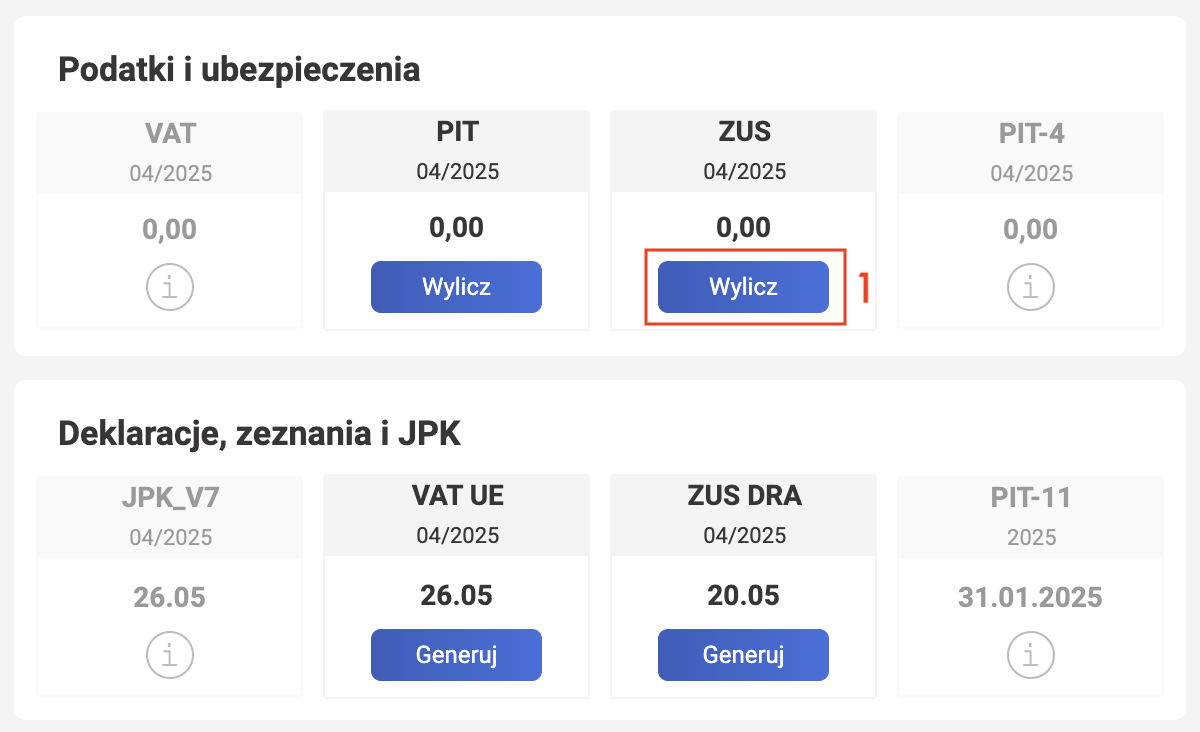 Podatki i ubezpieczenia
VAT
04/2025
0,00
i
PIT
04/2025
0,00
Wylicz
ZUS
04/2025
0,00
Wylicz
1
PIT-4
04/2025
0,00
i
Deklaracje, zeznania i JPK
JPK_V7
04/2025
26.05
i
VAT UE
04/2025
26.05
Generuj
ZUS DRA
04/2025
20.05
Generuj
PIT-11
2025
31.01.2025
i